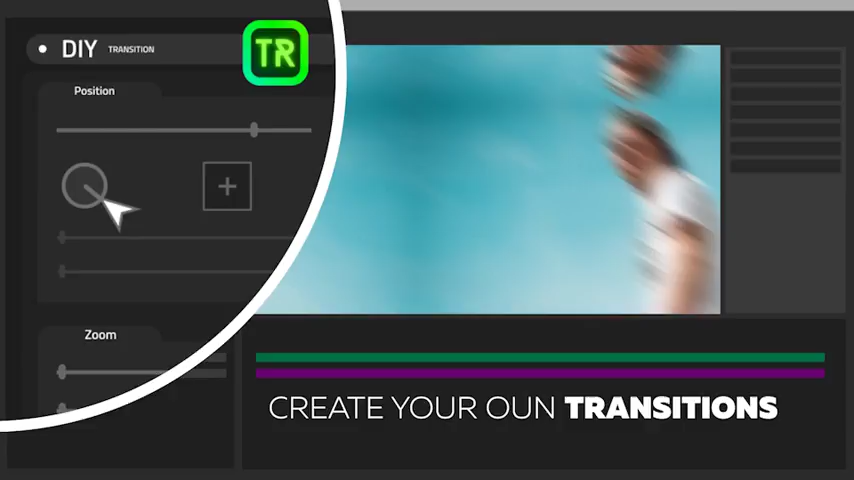 DIY TRANSITION
TR
Position
Zoom
CREATE YOUR OUN TRANSITIONS